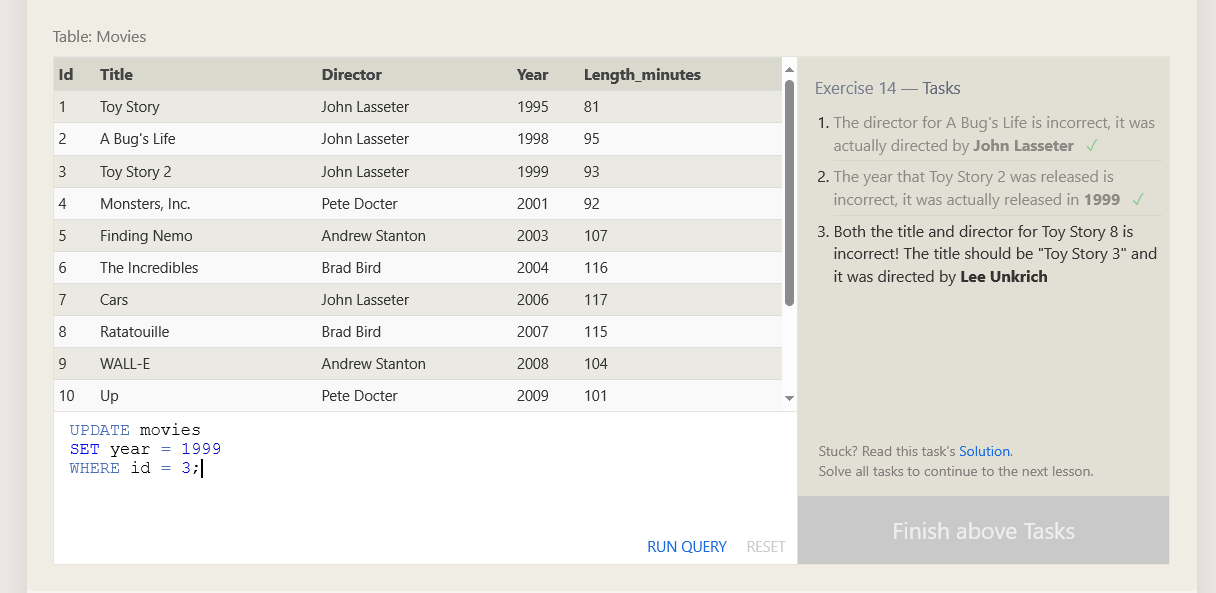 Table: Movies
Id Title Director Year Length_minutes
1 Toy Story John Lasseter 1995 81
2 A Bug's Life John Lasseter 1998 95
3 Toy Story 2 John Lasseter 1999 93
4 Monsters, Inc. Pete Docter 2001 92
5 Finding Nemo Andrew Stanton 2003 107
6 The Incredibles Brad Bird 2004 116
7 Cars John Lasseter 2006 117
8 Ratatouille Brad Bird 2007 115
9 WALL-E Andrew Stanton 2008 104
10 Up Pete Docter 2009 101
UPDATE movies
SET year = 1999
WHERE id = 3;
RUN QUERY RESET
Exercise 14 — Tasks
1. The director for A Bug's Life is incorrect, it was
actually directed by John Lasseter ✓
2. The year that Toy Story 2 was released is
incorrect, it was actually released in 1999 ✓
3. Both the title and director for Toy Story 8 is
incorrect! The title should be "Toy Story 3" and
it was directed by Lee Unkrich
Stuck? Read this task's Solution.
Solve all tasks to continue to the next lesson.
Finish above Tasks